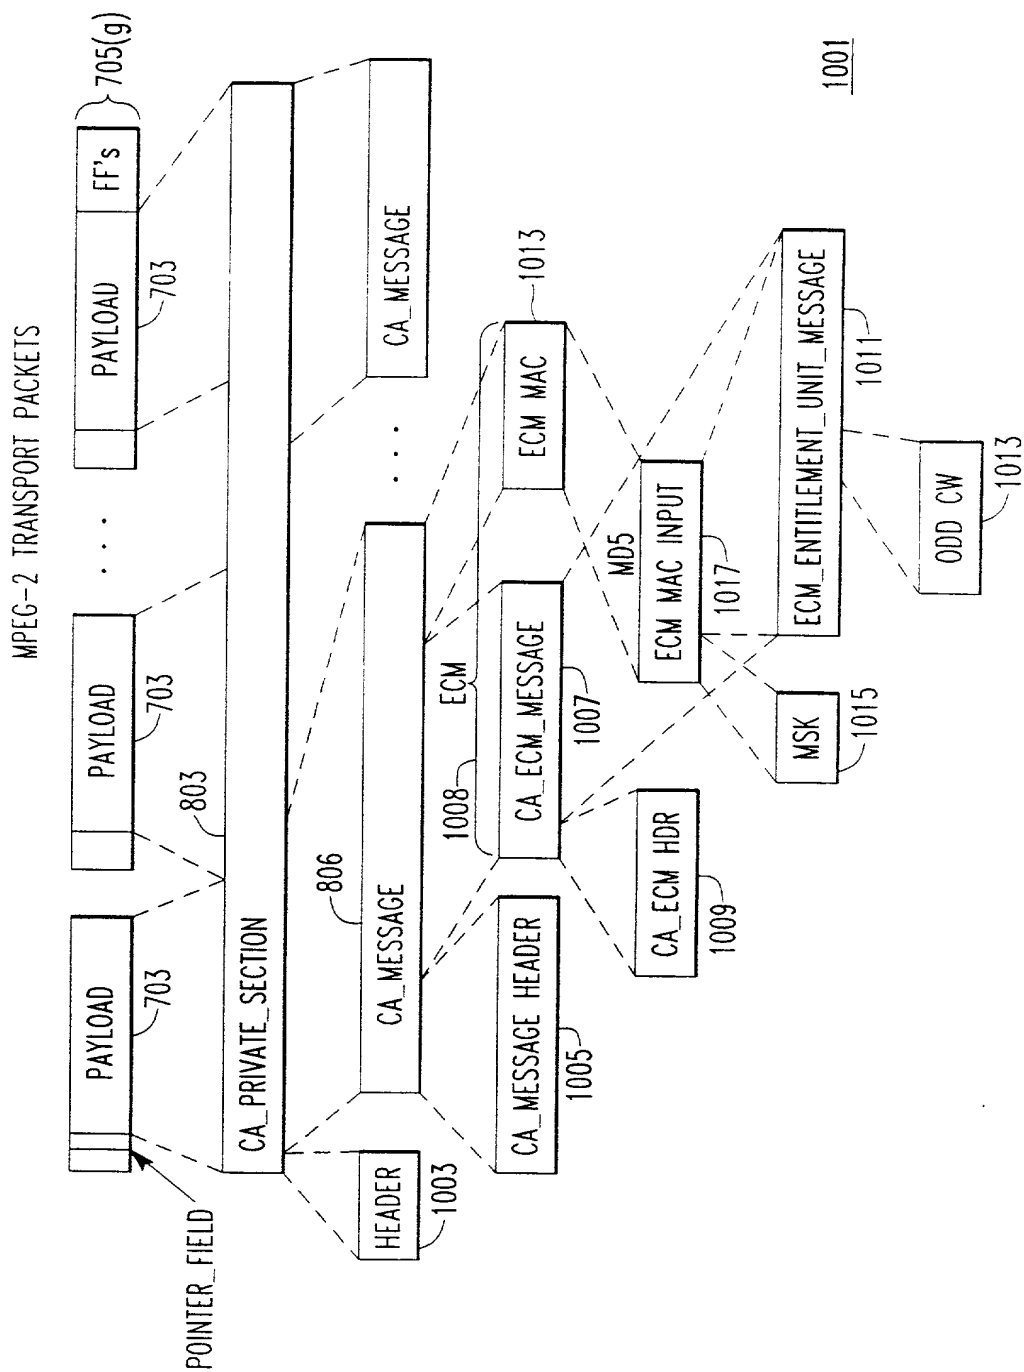 MPEG-2 TRANSPORT PACKETS
705(g)
PAYLOAD
PAYLOAD
. . .
PAYLOAD
FF's
703
703
703
POINTER_FIELD
803
CA_PRIVATE_SECTION
HEADER
1003
806
CA_MESSAGE
. . . .
CA_MESSAGE
1008
ECM
CA_MESSAGE HEADER
1005
CA_ECM_MESSAGE
1007
ECM MAC
1013
MD5
CA_ECM HDR
1009
ECM MAC INPUT
1017
MSK
1015
ECM_ENTITLEMENT_UNIT_MESSAGE
1011
ODD CW
1013
1001